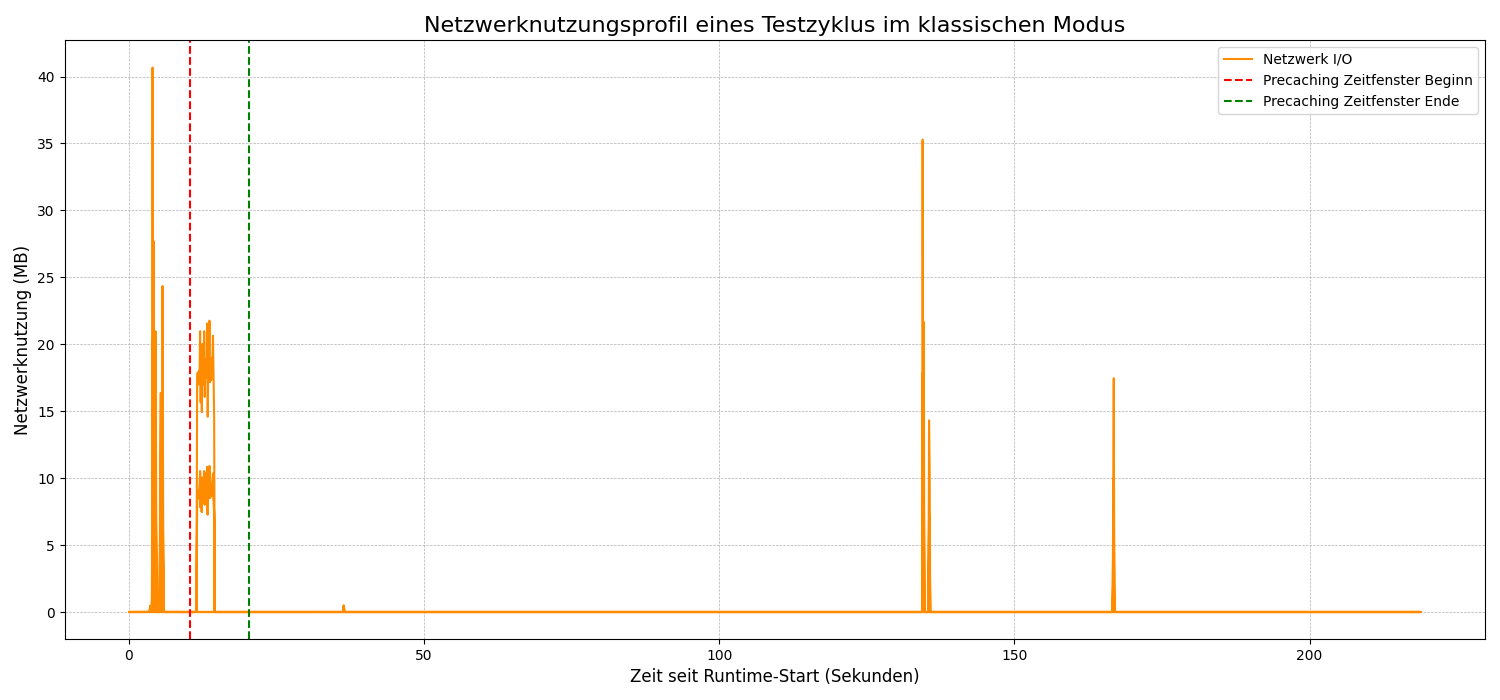 Netzwerknutzungsprofil eines Testzyklus im klassischen Modus
Netzwerk I/O
Precaching Zeitfenster Beginn
Precaching Zeitfenster Ende
Netzwerknutzung (MB)
40
35
30
25
20
15
10
5
0
0 50 100 150 200
Zeit seit Runtime-Start (Sekunden)